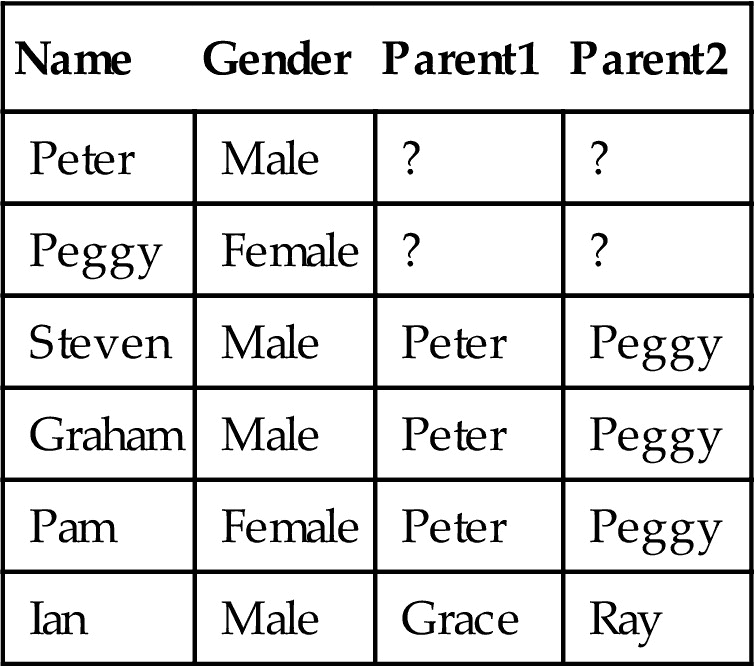 Name Gender Parent1 Parent2
Peter Male ? ?
Peggy Female ? ?
Steven Male Peter Peggy
Graham Male Peter Peggy
Pam Female Peter Peggy
Ian Male Grace Ray